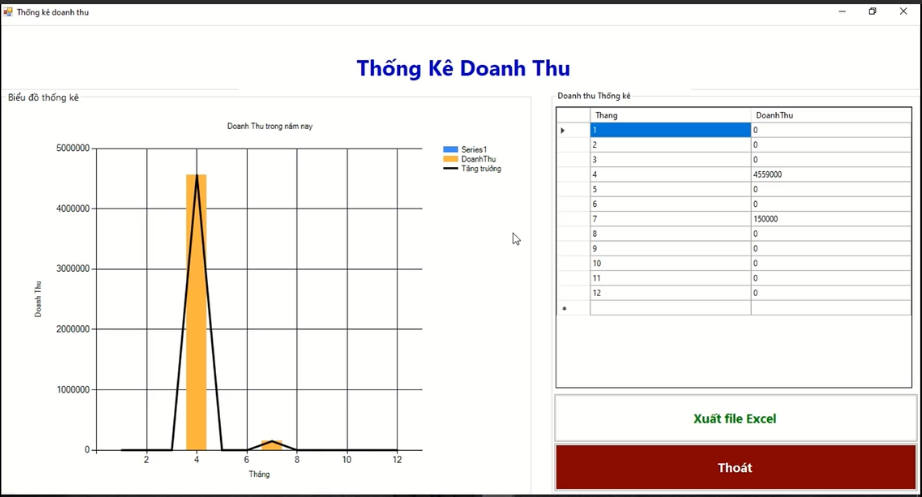 Thống kê doanh thu
Thống Kê Doanh Thu
Biểu đồ thống kê
Doanh Thu trong năm nay
Series1
DoanhThu
Tăng trưởng
5000000
4000000
3000000
2000000
1000000
0
Doanh Thu
2 4 6 8 10 12
Tháng
Doanh thu Thống kê
Thang DoanhThu
1 0
2 0
3 0
4 4559000
5 0
6 0
7 150000
8 0
9 0
10 0
11 0
12 0
Xuất file Excel
Thoát